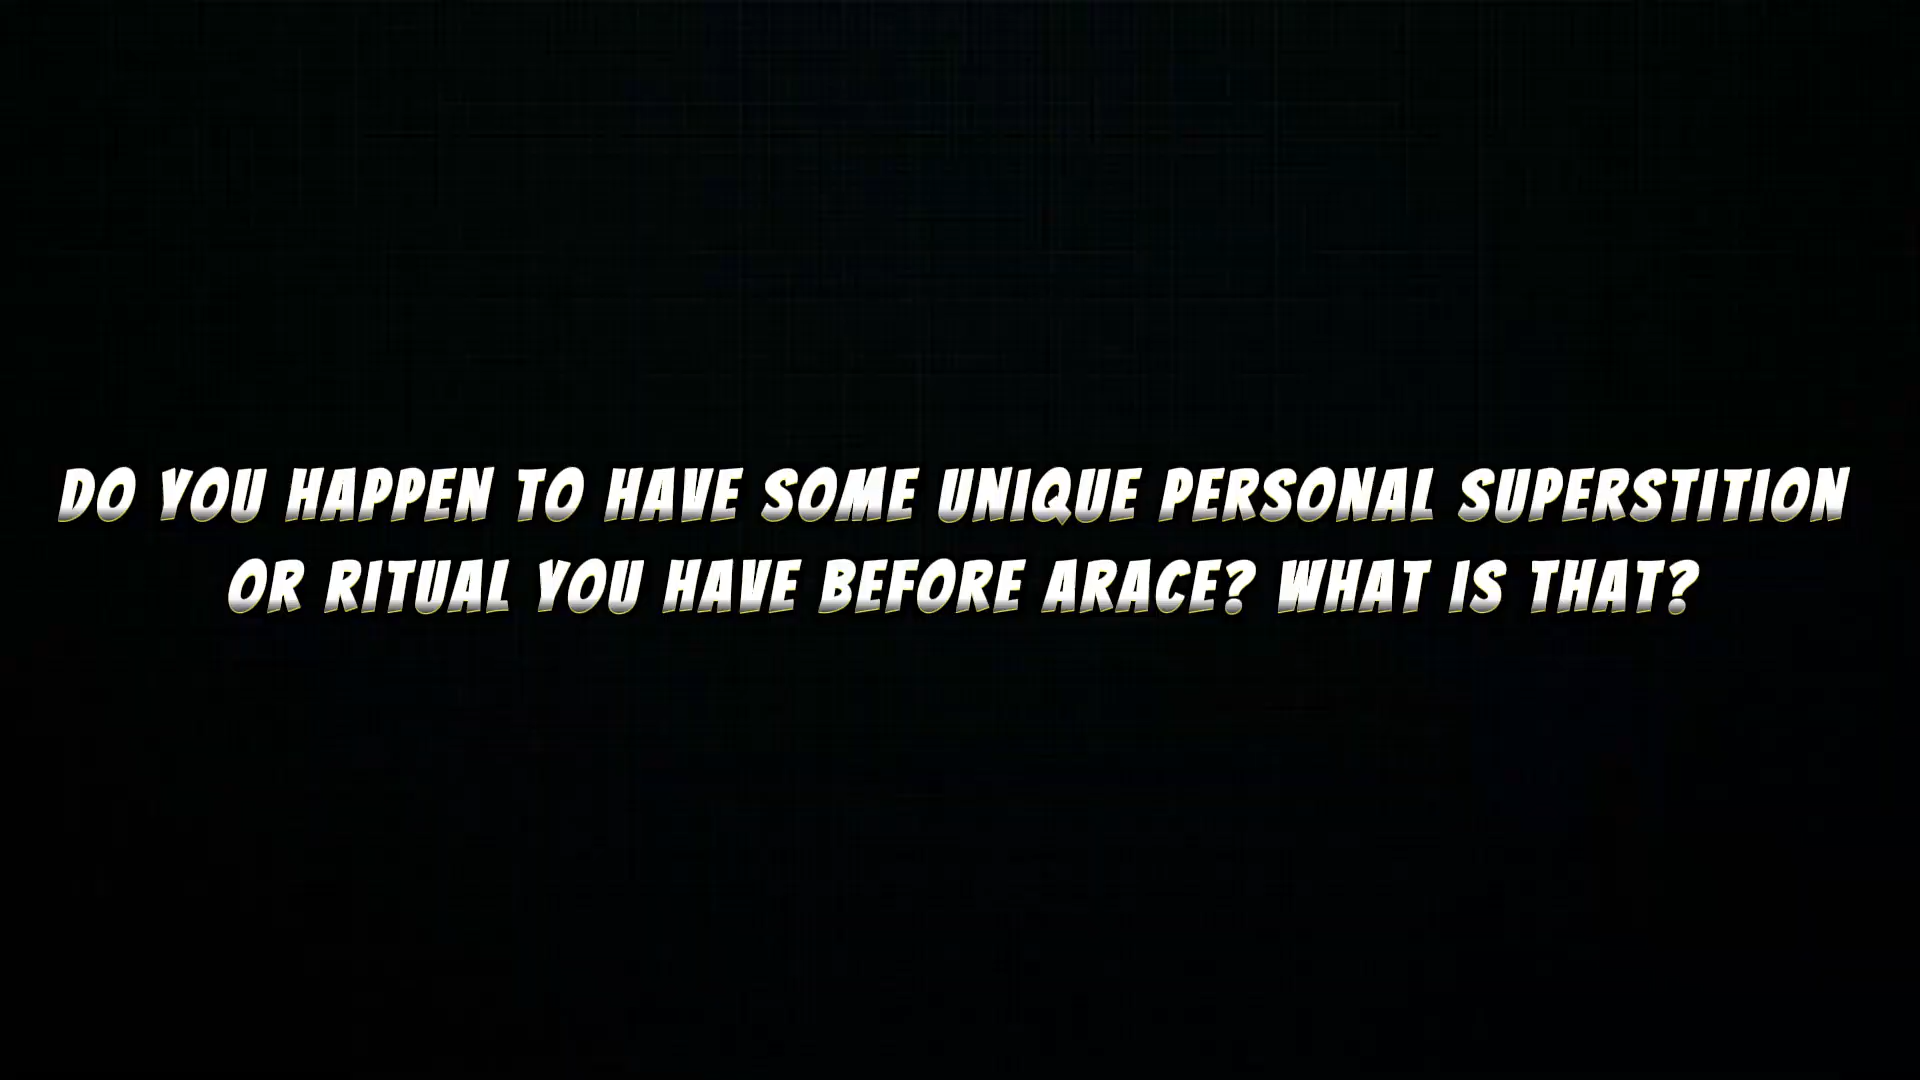 DO YOU HAPPEN TO HAVE SOME UNIQUE PERSONAL SUPERSTITION
OR RITUAL YOU HAVE BEFORE ARACE? WHAT IS THAT?